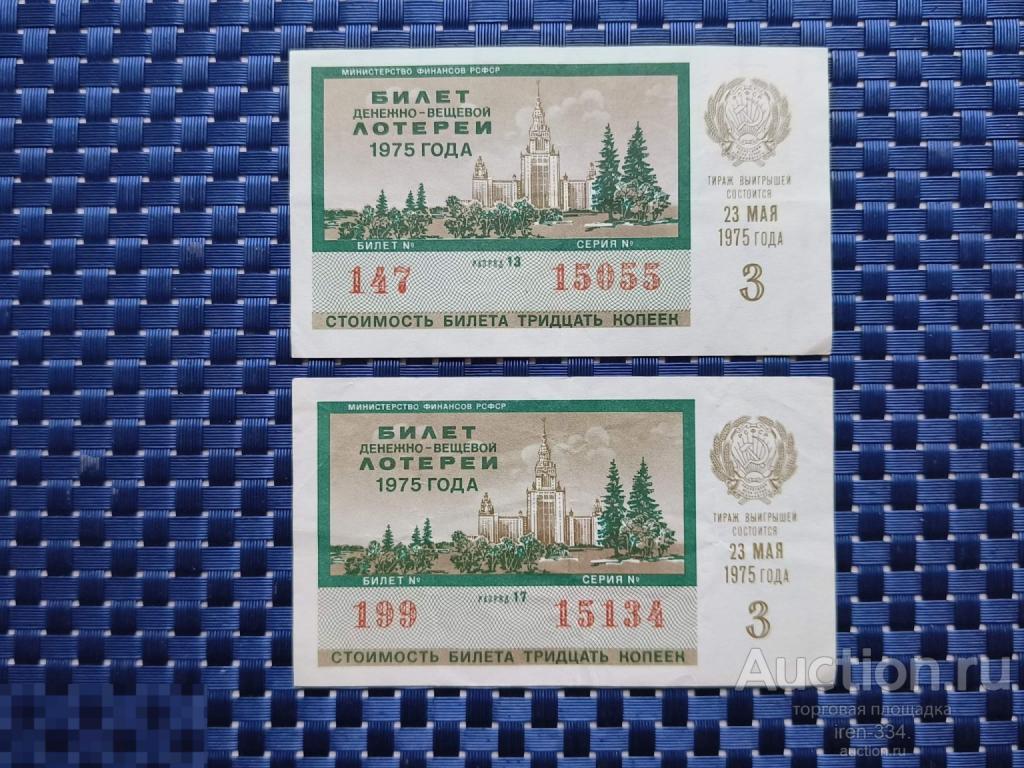 МИНИСТЕРСТВО ФИНАНСОВ РСФСР
БИЛЕТ
ДЕНЕЖНО-ВЕЩЕВОЙ
ЛОТЕРЕИ
1975 ГОДА
БИЛЕТ № СЕРИЯ №
РАЗРЯД 13
147 15055
СТОИМОСТЬ БИЛЕТА ТРИДЦАТЬ КОПЕЕК
ТИРАЖ ВЫИГРЫШЕЙ
СОСТОИТСЯ
23 МАЯ
1975 ГОДА
3
МИНИСТЕРСТВО ФИНАНСОВ РСФСР
БИЛЕТ
ДЕНЕЖНО-ВЕЩЕВОЙ
ЛОТЕРЕИ
1975 ГОДА
БИЛЕТ № СЕРИЯ №
РАЗРЯД 17
199 15134
СТОИМОСТЬ БИЛЕТА ТРИДЦАТЬ КОПЕЕК
ТИРАЖ ВЫИГРЫШЕЙ
СОСТОИТСЯ
23 МАЯ
1975 ГОДА
3
Auction.ru
торговая площадка
iren-334.
auction.ru